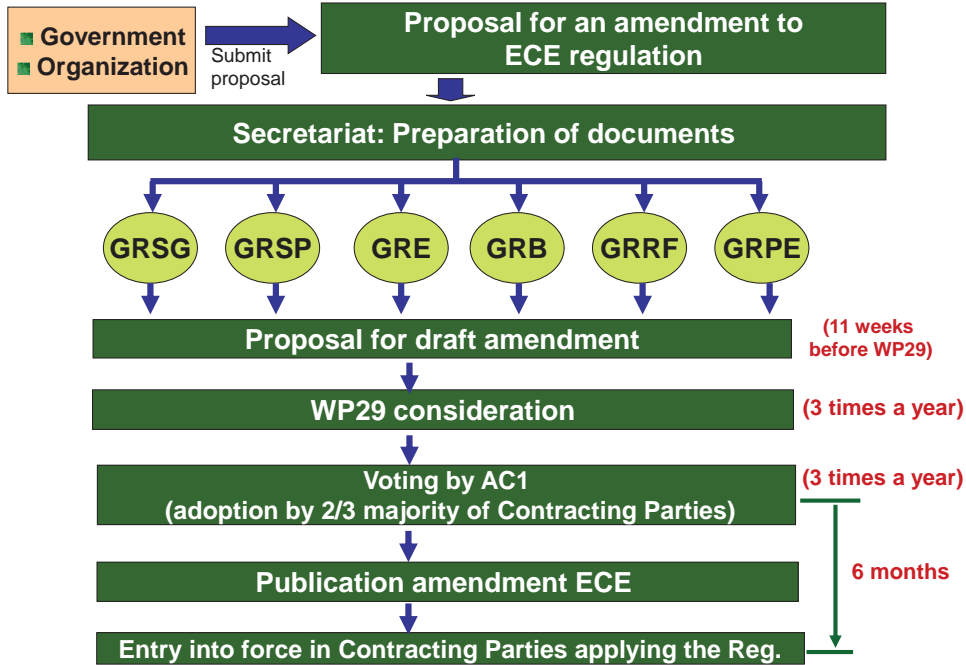 Government
Organization
Submit
proposal
Proposal for an amendment to
ECE regulation
Secretariat: Preparation of documents
GRSG
GRSP
GRE
GRB
GRRF
GRPE
Proposal for draft amendment
(11 weeks
before WP29)
WP29 consideration
(3 times a year)
Voting by AC1
(adoption by 2/3 majority of Contracting Parties)
(3 times a year)
6 months
Publication amendment ECE
Entry into force in Contracting Parties applying the Reg.